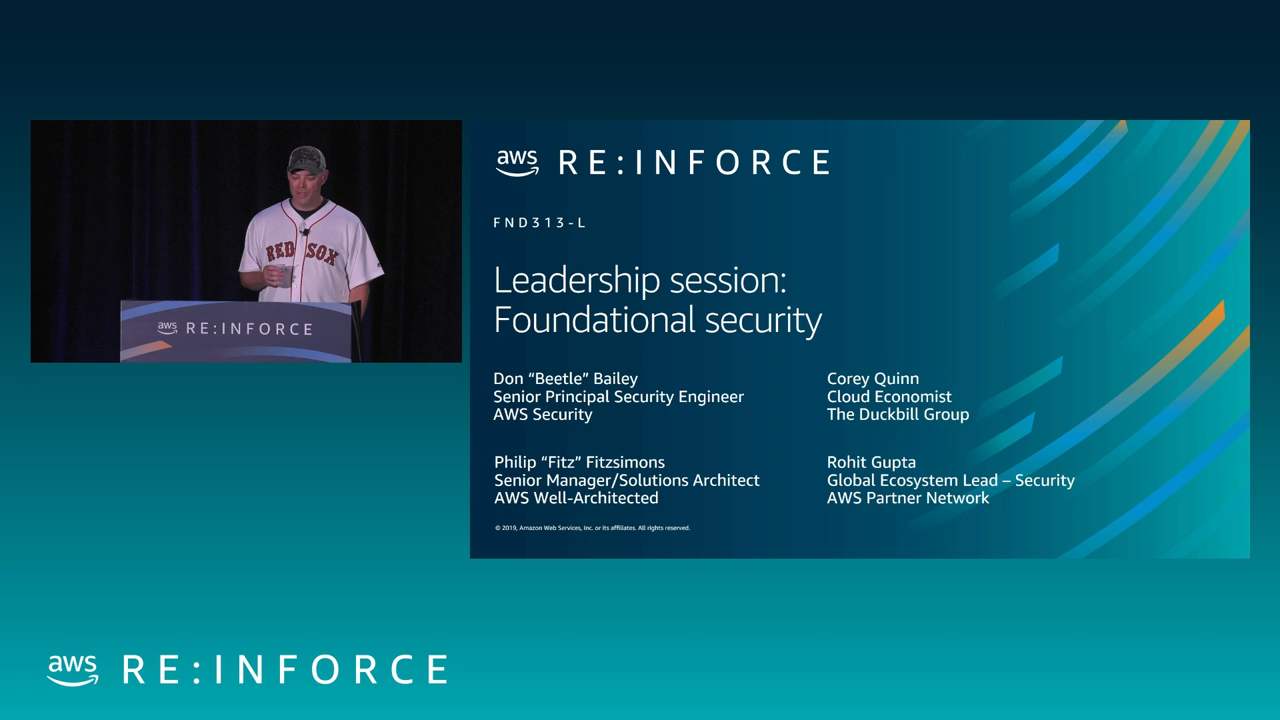 RED SOX
aws RE:INFORCE
aws RE:INFORCE
FND313-L
Leadership session:
Foundational security
Don “Beetle” Bailey
Senior Principal Security Engineer
AWS Security
Corey Quinn
Cloud Economist
The Duckbill Group
Philip “Fitz” Fitzsimons
Senior Manager/Solutions Architect
AWS Well-Architected
Rohit Gupta
Global Ecosystem Lead – Security
AWS Partner Network
© 2019, Amazon Web Services, Inc. or its affiliates. All rights reserved.
aws RE:INFORCE